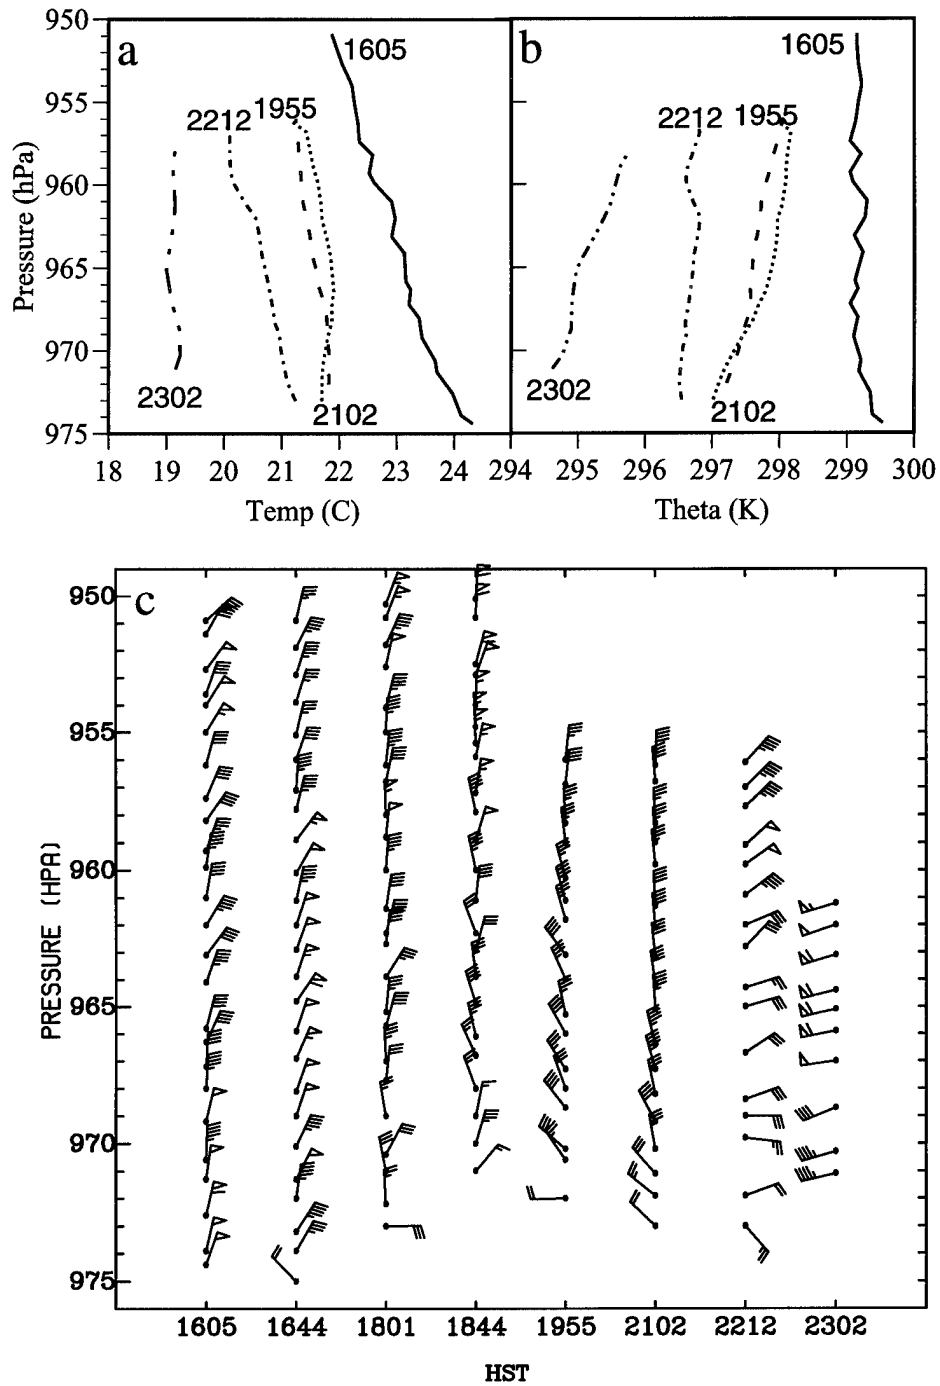 950
955
960
965
970
975
Pressure (hPa)
a
1605
2212
1955
2302
2102
18 19 20 21 22 23 24
Temp (C)
b
1605
2212
1955
2302
2102
294 295 296 297 298 299 300
Theta (K)
c
950
955
960
965
970
975
PRESSURE (HPA)
1605 1644 1801 1844 1955 2102 2212 2302
HST